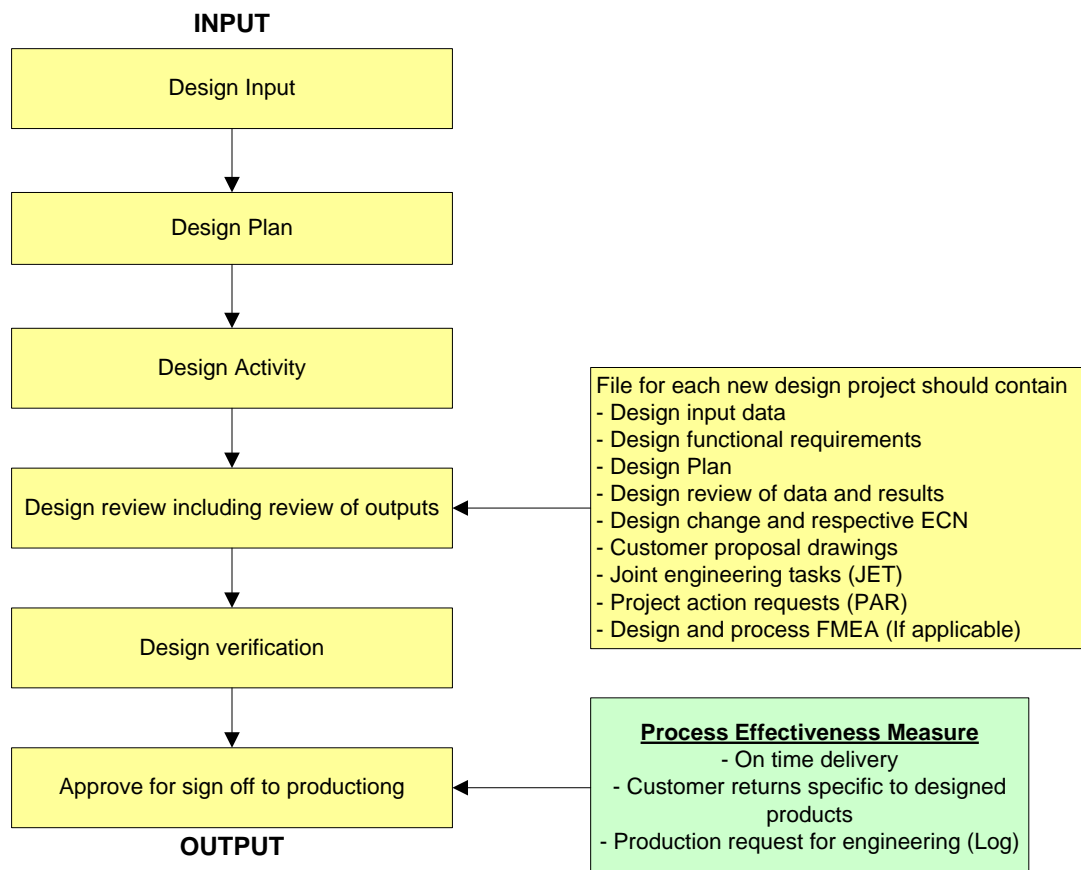 INPUT
Design Input
Design Plan
Design Activity
Design review including review of outputs
Design verification
Approve for sign off to productiong
OUTPUT
File for each new design project should contain
- Design input data
- Design functional requirements
- Design Plan
- Design review of data and results
- Design change and respective ECN
- Customer proposal drawings
- Joint engineering tasks (JET)
- Project action requests (PAR)
- Design and process FMEA (If applicable)
Process Effectiveness Measure
- On time delivery
- Customer returns specific to designed
products
- Production request for engineering (Log)